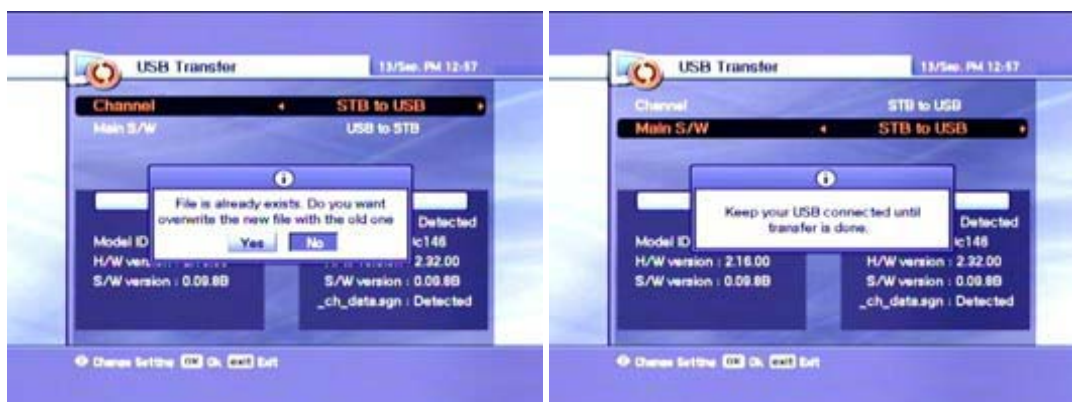 USB Transfer
13/Sep. PM 12:57
Channel STB to USB
Main S/W USB to STB
File is already exists. Do you want
overwrite the new file with the old one
Yes No
Detected
Model ID lc146
H/W 2.32.00
S/W version : 0.09.8B S/W version : 0.09.8B
_ch_data.sgn : Detected
Change Setting OK Ok exit Exit
USB Transfer
13/Sep. PM 12:57
Channel STB to USB
Main S/W STB to USB
Keep your USB connected until
transfer is done.
Detected
Model ID lc146
H/W version : 2.16.00 H/W version : 2.32.00
S/W version : 0.09.8B S/W version : 0.09.8B
_ch_data.sgn : Detected
Change Setting OK Ok exit Exit